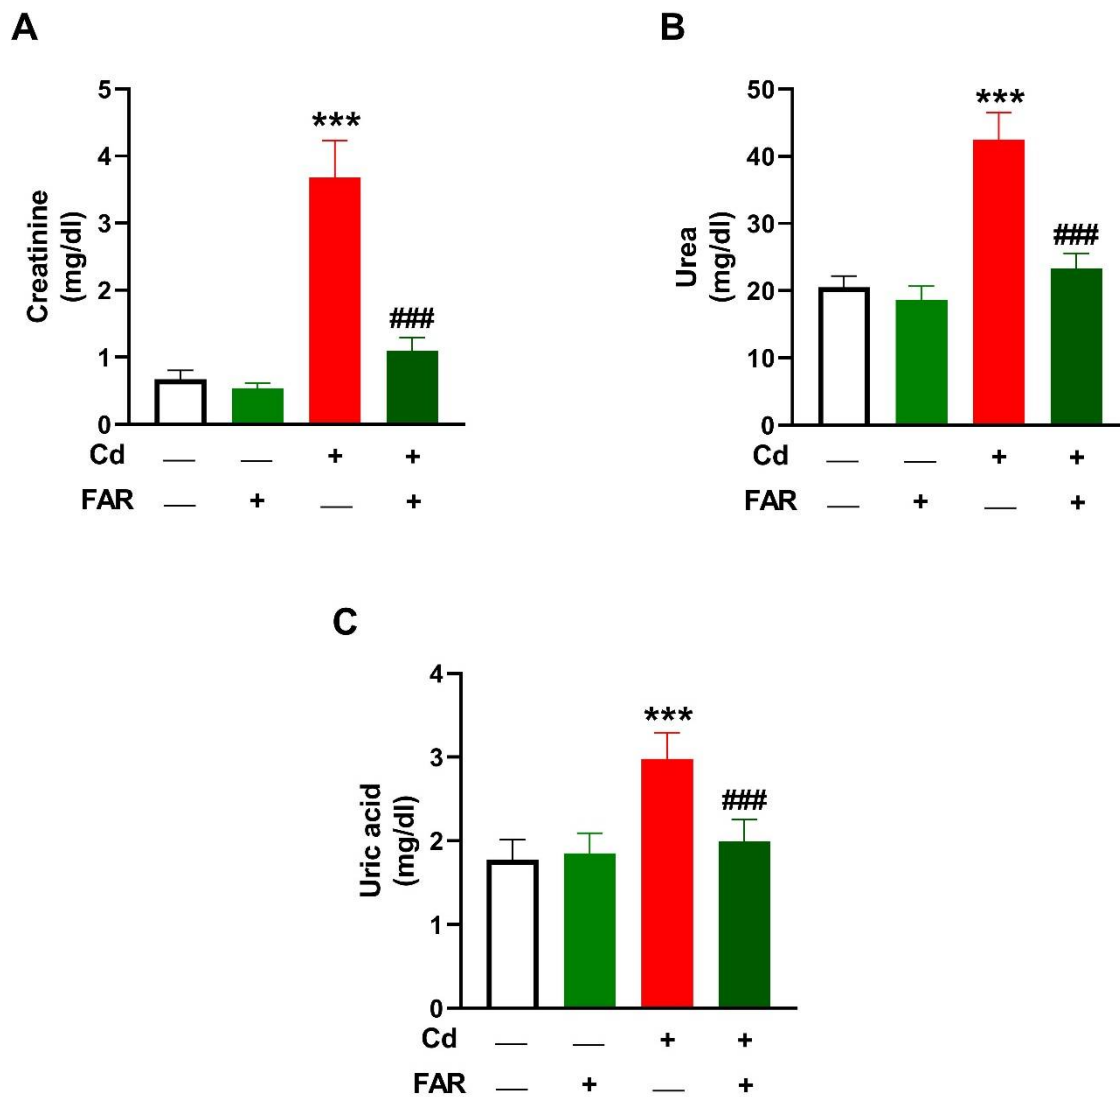 A
Creatinine
(mg/dl)
5
4
3
2
1
0
***
###
Cd — — + +
FAR — + — +
B
Urea
(mg/dl)
50
40
30
20
10
0
***
###
Cd — — + +
FAR — + — +
C
Uric acid
(mg/dl)
4
3
2
1
0
***
###
Cd — — + +
FAR — + — +